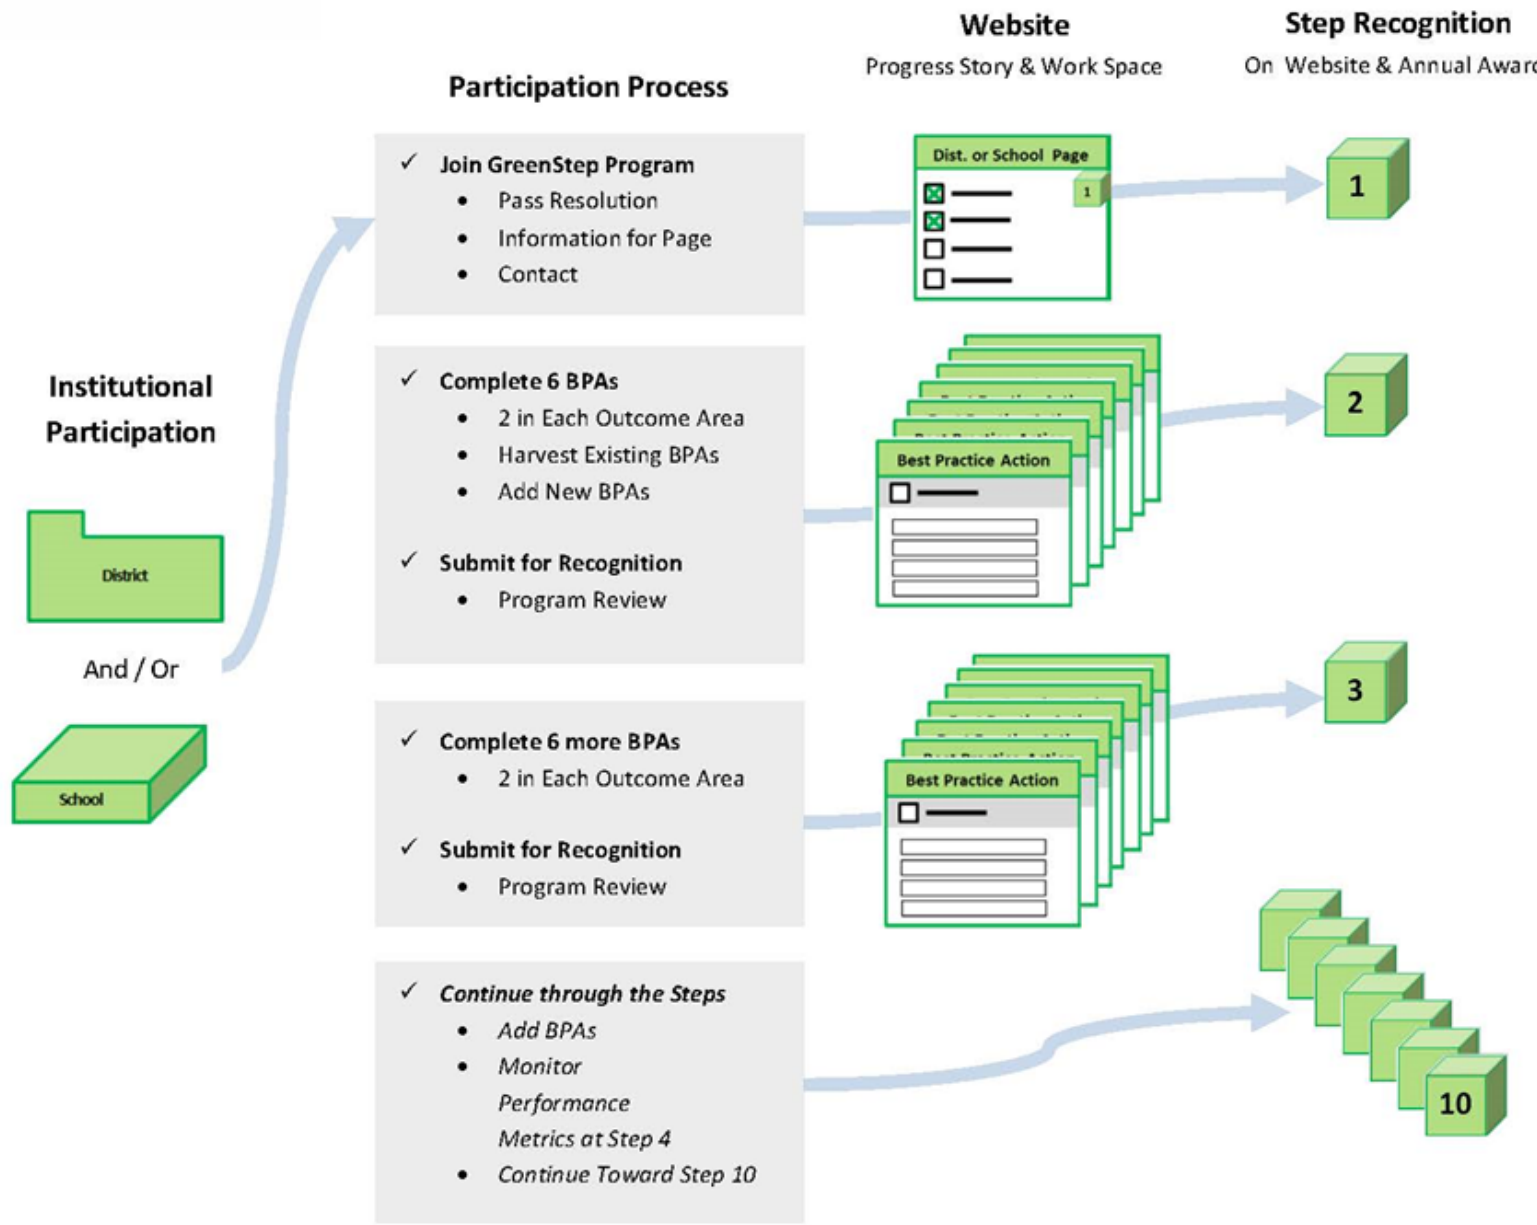 Website
Progress Story & Work Space
Step Recognition
On Website & Annual Award
Participation Process
Institutional
Participation
District
And / Or
School
✓ Join GreenStep Program
• Pass Resolution
• Information for Page
• Contact
Dist. or School Page
1
1
✓ Complete 6 BPAs
• 2 in Each Outcome Area
• Harvest Existing BPAs
• Add New BPAs
✓ Submit for Recognition
• Program Review
Best Practice Action
2
✓ Complete 6 more BPAs
• 2 in Each Outcome Area
✓ Submit for Recognition
• Program Review
Best Practice Action
3
✓ Continue through the Steps
• Add BPAs
• Monitor
Performance
Metrics at Step 4
• Continue Toward Step 10
10